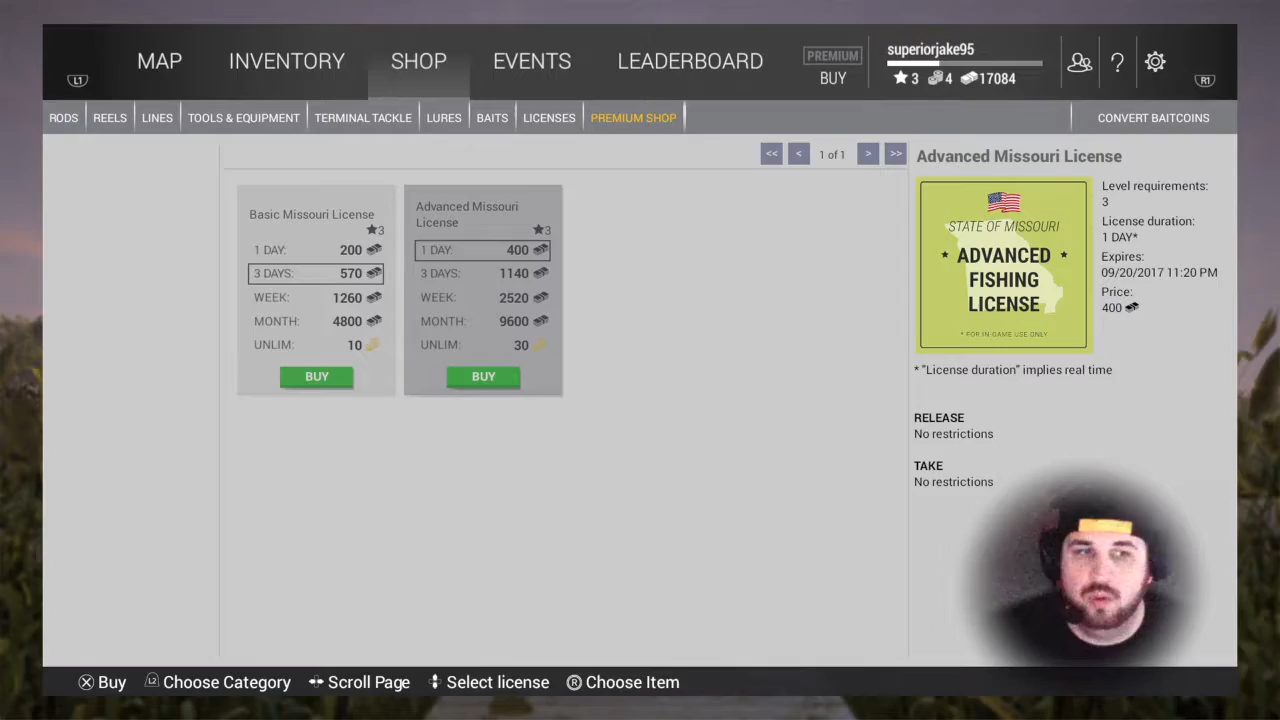 MAP INVENTORY SHOP EVENTS LEADERBOARD
PREMIUM
BUY
superiorjake95
3 4 17084
?
L1
R1
RODS REELS LINES TOOLS & EQUIPMENT TERMINAL TACKLE LURES BAITS LICENSES PREMIUM SHOP CONVERT BAITCOINS
<< < 1 of 1 > >>
Basic Missouri License
3
1 DAY: 200
3 DAYS: 570
WEEK: 1260
MONTH: 4800
UNLIM: 10
BUY
Advanced Missouri
License
3
1 DAY: 400
3 DAYS: 1140
WEEK: 2520
MONTH: 9600
UNLIM: 30
BUY
Advanced Missouri License
STATE OF MISSOURI
ADVANCED
FISHING
LICENSE
* FOR IN-GAME USE ONLY
Level requirements:
3
License duration:
1 DAY*
Expires:
09/20/2017 11:20 PM
Price:
400
* "License duration" implies real time
RELEASE
No restrictions
TAKE
No restrictions
Buy L2 Choose Category Scroll Page Select license R Choose Item